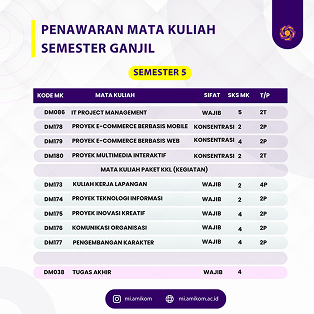 PENAWARAN MATA KULIAH
SEMESTER GANJIL
SEMESTER 5
KODE MK MATA KULIAH SIFAT SKS MK T/P
DM086 IT PROJECT MANAGEMENT WAJIB 5 2T
DM178 PROYEK E-COMMERCE BERBASIS MOBILE KONSENTRASI 2 2P
DM179 PROYEK E-COMMERCE BERBASIS WEB KONSENTRASI 4 2P
DM180 PROYEK MULTIMEDIA INTERAKTIF KONSENTRASI 2 2T
MATA KULIAH PAKET KKL (KEGIATAN)
DM173 KULIAH KERJA LAPANGAN WAJIB 2 4P
DM174 PROYEK TEKNOLOGI INFORMASI WAJIB 2 2P
DM175 PROYEK INOVASI KREATIF WAJIB 4 2P
DM176 KOMUNIKASI ORGANISASI WAJIB 4 2P
DM177 PENGEMBANGAN KARAKTER WAJIB 4 2P
DM038 TUGAS AKHIR WAJIB 4
mi.amikom mi.amikom.ac.id